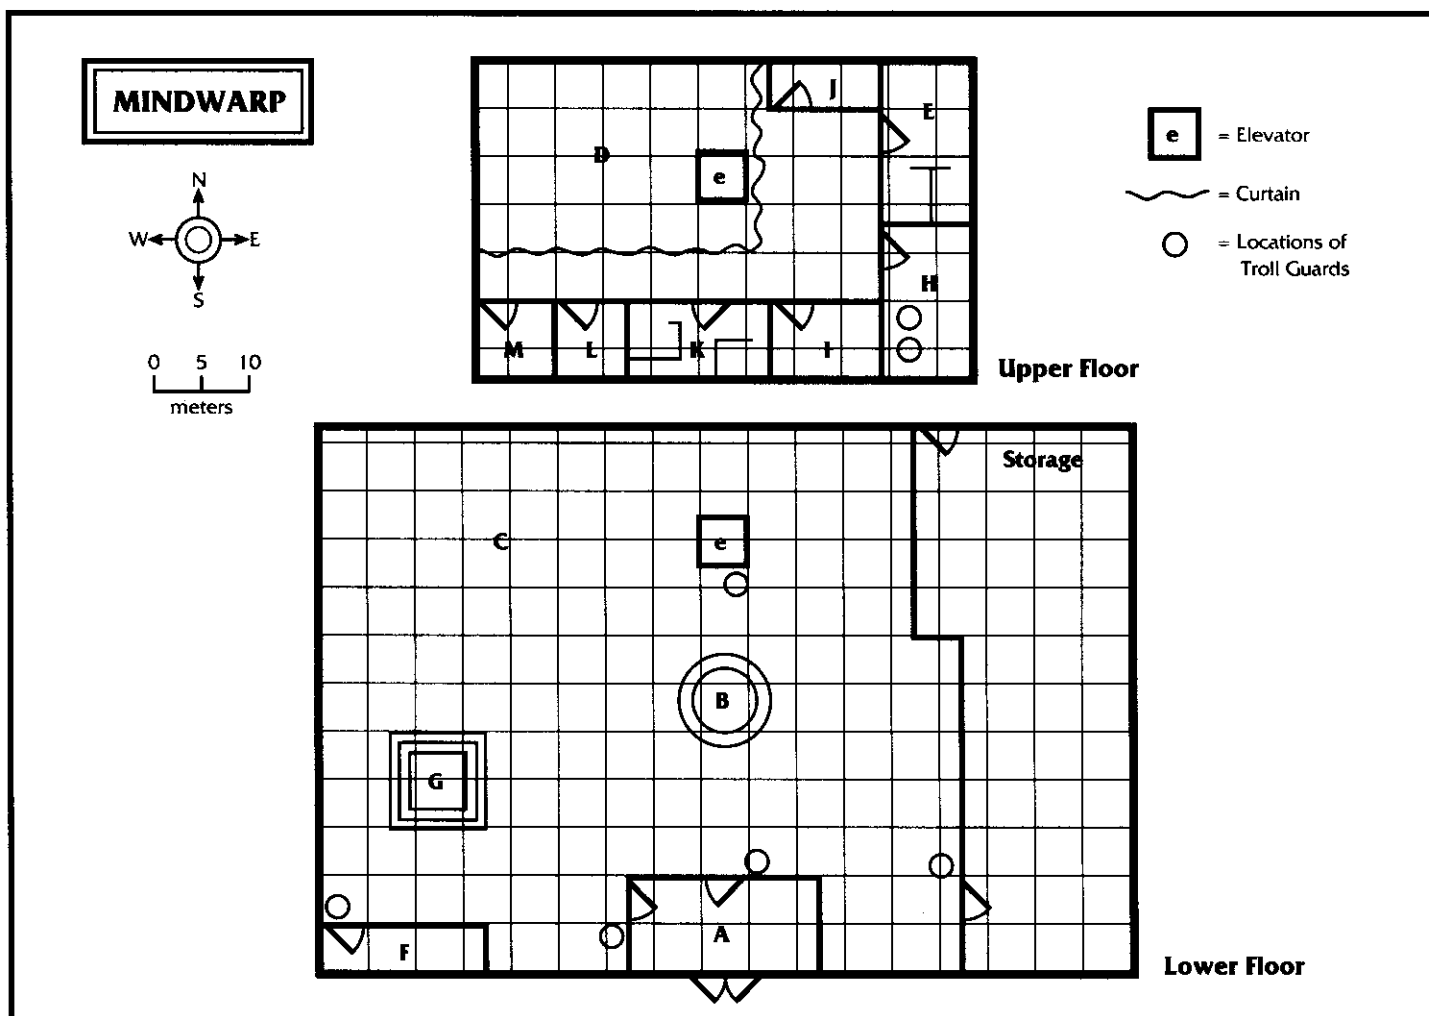 MINDWARP
N
W E
S
0 5 10
meters
J
E
D
e
H
M L K I
Upper Floor
e = Elevator
= Curtain
= Locations of
Troll Guards
Storage
C
e
B
G
A
F
Lower Floor